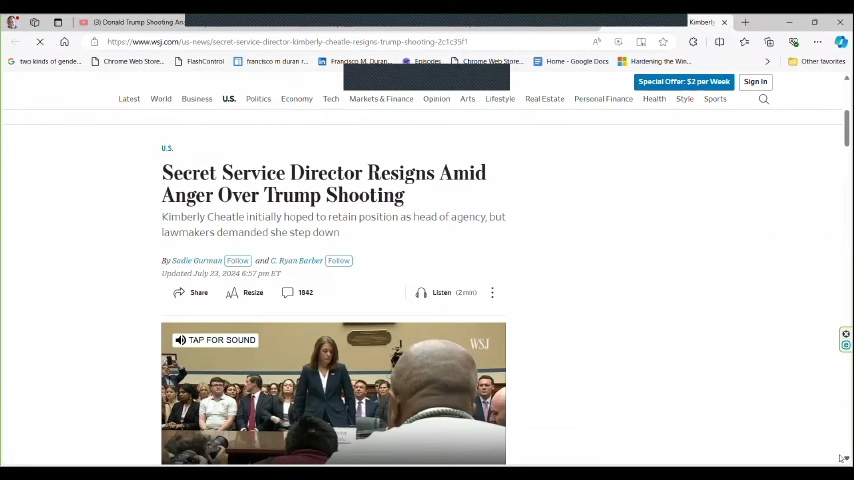 (3) Donald Trump Shooting An
Kimberly
https://www.wsj.com/us-news/secret-service-director-kimberly-cheatle-resigns-trump-shooting-2c1c35f1
two kinds of gende...
Chrome Web Store...
FlashControl
francisco m duran r...
Francisco M. Duran...
Episodes
Chrome Web Store...
Home - Google Docs
Hardening the Win...
Other favorites
Special Offer: $2 per Week
Sign In
Latest World Business U.S. Politics Economy Tech Markets & Finance Opinion Arts Lifestyle Real Estate Personal Finance Health Style Sports
U.S.
Secret Service Director Resigns Amid
Anger Over Trump Shooting
Kimberly Cheatle initially hoped to retain position as head of agency, but
lawmakers demanded she step down
By Sadie Gurman Follow and C. Ryan Barber Follow
Updated July 23, 2024 6:57 pm ET
Share AA Resize 1842 Listen (2 min)
TAP FOR SOUND
WSJ